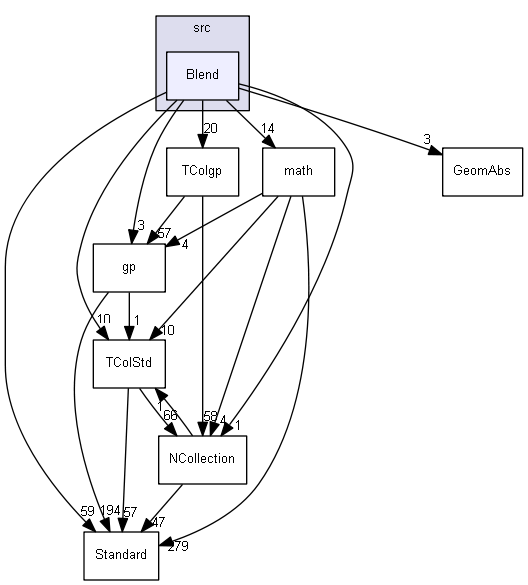 src
Blend
20
14
3
TColgp
math
GeomAbs
3
57
4
gp
10
1
10
TColStd
1
66
58
4
1
NCollection
59
194
57
47
279
Standard